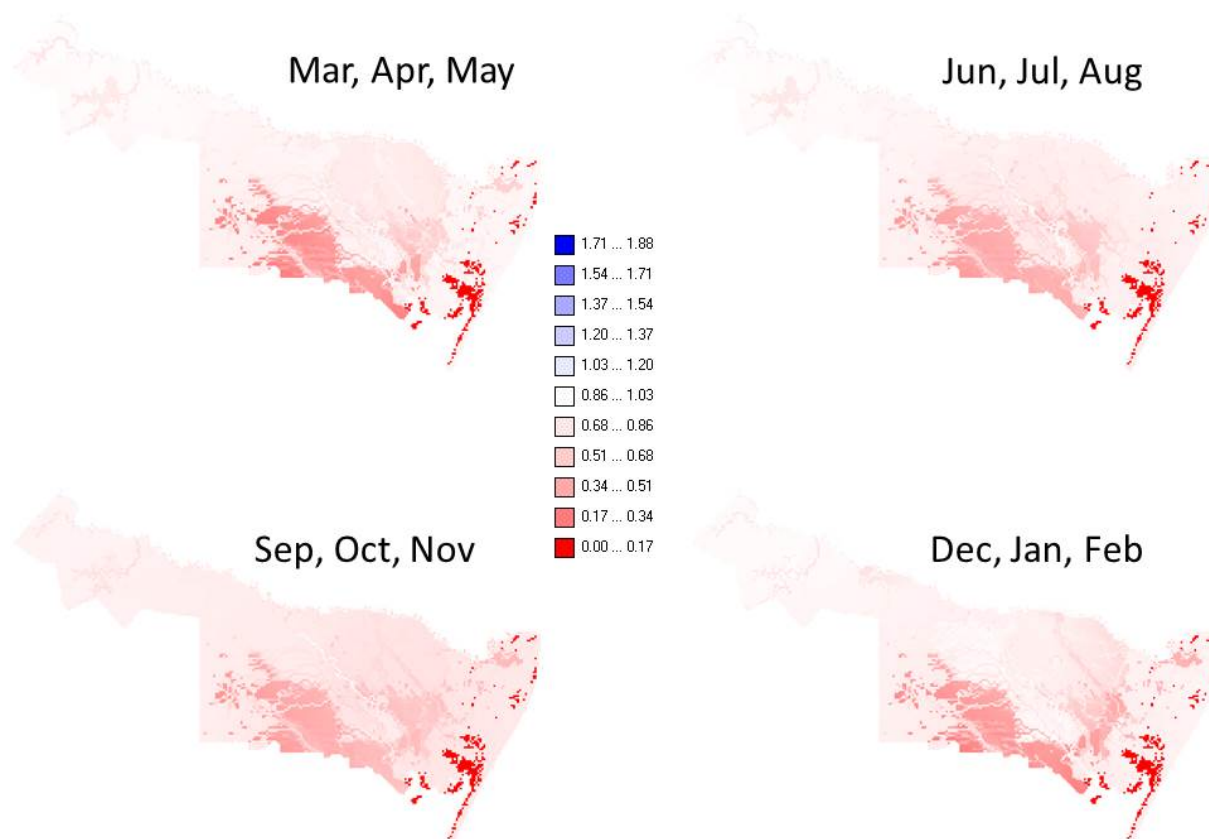 Mar, Apr, May
Jun, Jul, Aug
1.71 ... 1.88
1.54 ... 1.71
1.37 ... 1.54
1.20 ... 1.37
1.03 ... 1.20
0.86 ... 1.03
0.68 ... 0.86
0.51 ... 0.68
0.34 ... 0.51
0.17 ... 0.34
0.00 ... 0.17
Sep, Oct, Nov
Dec, Jan, Feb